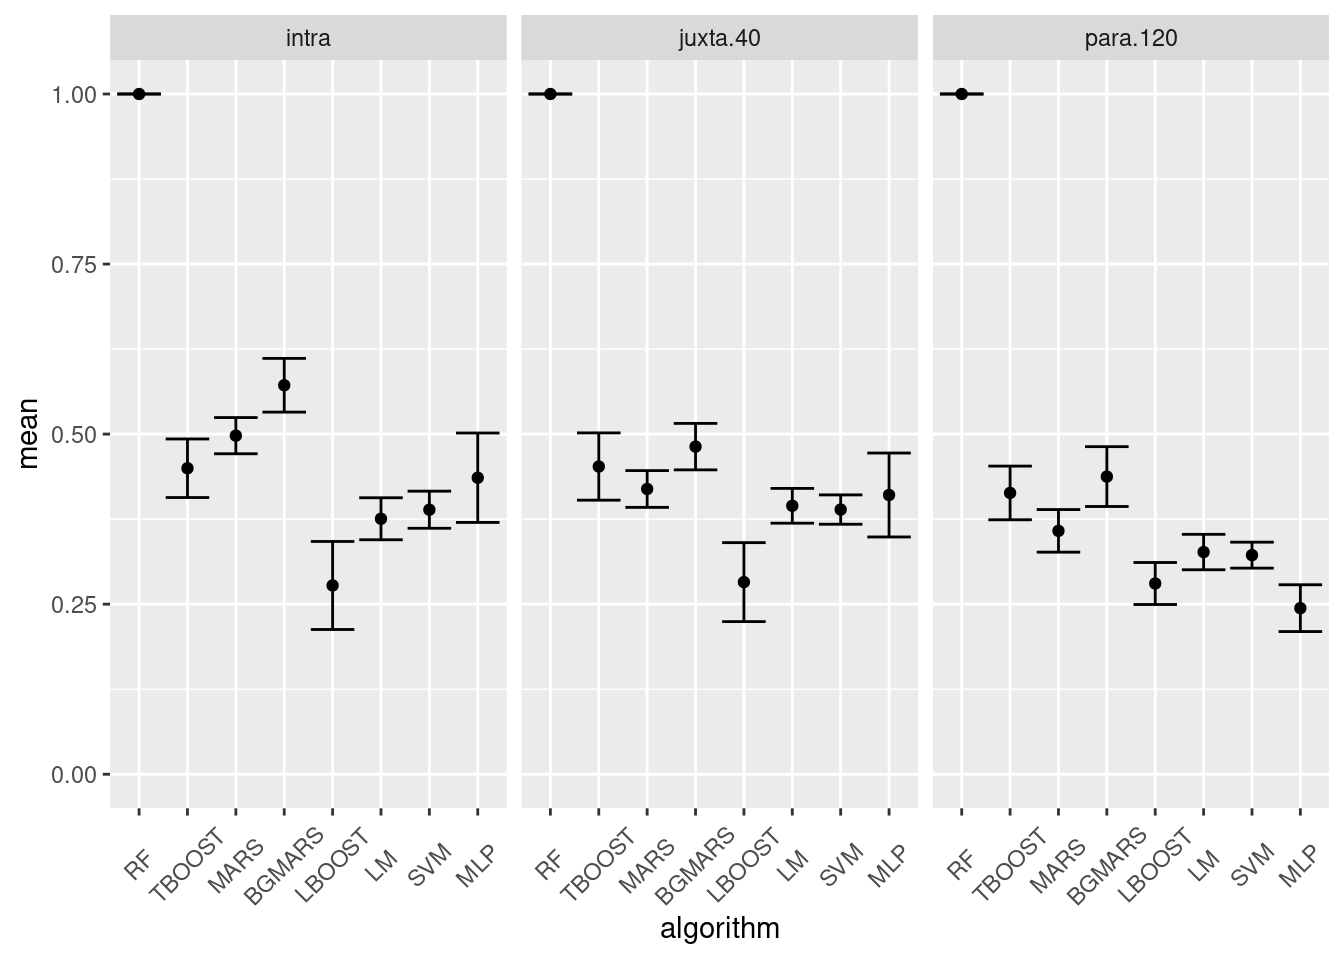 intra juxta.40 para.120
1.00
0.75
0.50
0.25
0.00
mean
RF TBOOST MARS BGMARS LBOOST LM SVM MLP RF TBOOST MARS BGMARS LBOOST LM SVM MLP RF TBOOST MARS BGMARS LBOOST LM SVM MLP
algorithm